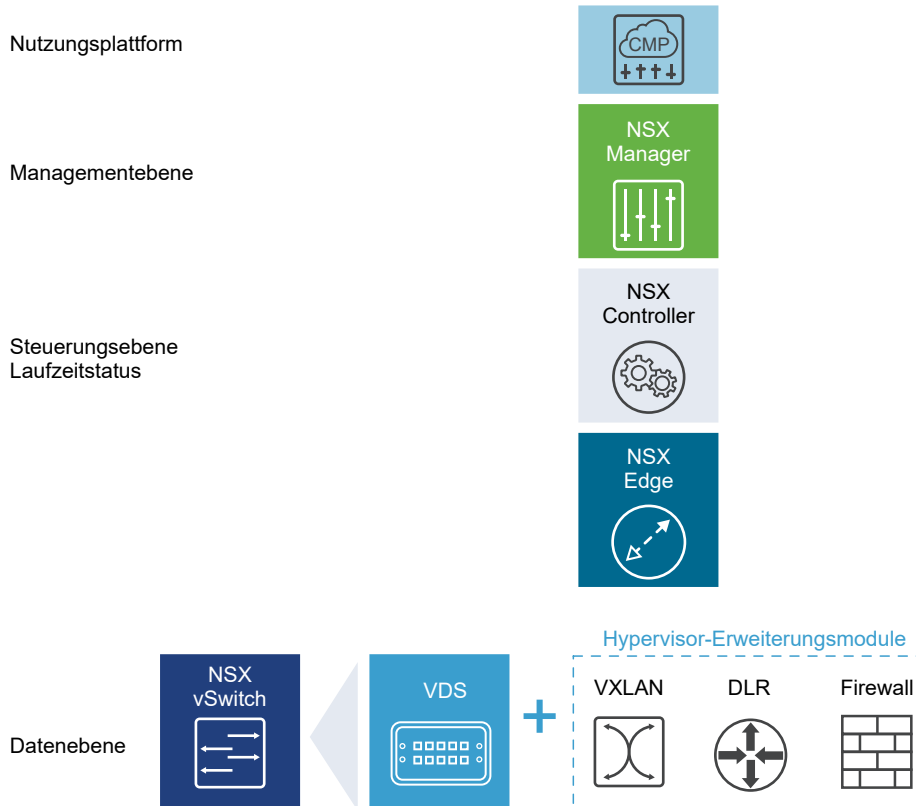 Nutzungsplattform
CMP
NSX
Manager
Managementebene
NSX
Controller
Steuerungsebene
Laufzeitstatus
NSX
Edge
Hypervisor-Erweiterungsmodule
NSX
vSwitch
VDS
VXLAN
DLR
Firewall
Datenebene